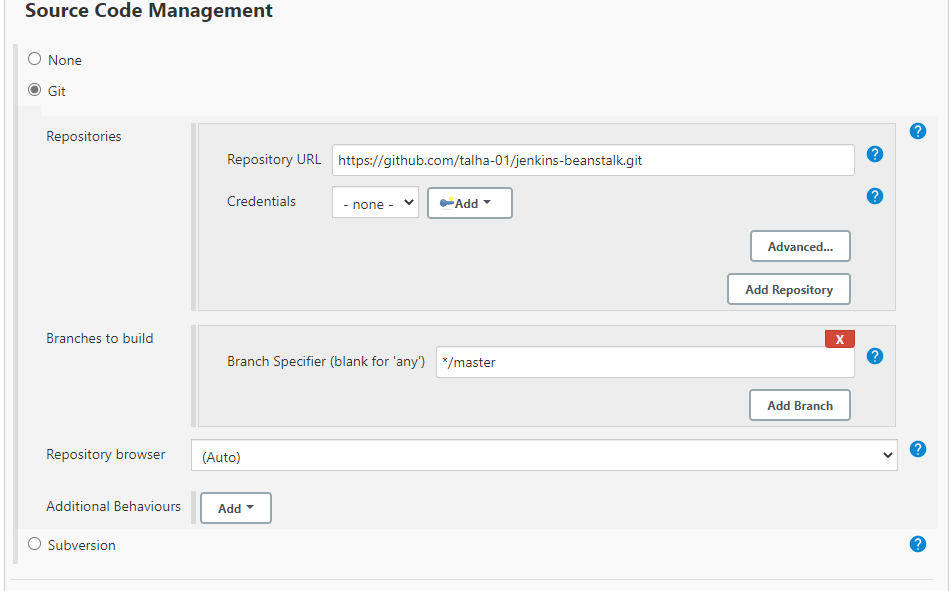 Source Code Management
None
Git
Repositories
?
Repository URL https://github.com/talha-01/jenkins-beanstalk.git ?
Credentials - none - Add ?
Advanced...
Add Repository
Branches to build
X
Branch Specifier (blank for 'any') */master ?
Add Branch
Repository browser (Auto) ?
Additional Behaviours Add
Subversion ?